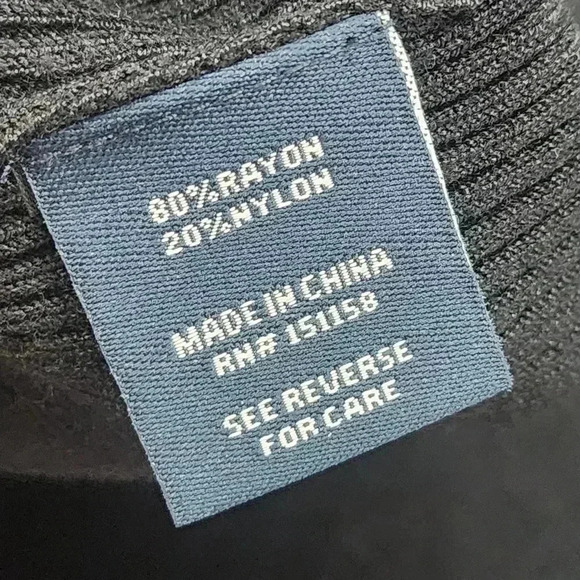 80% RAYON
20% NYLON
MADE IN CHINA
RN# 151158
SEE REVERSE
FOR CARE